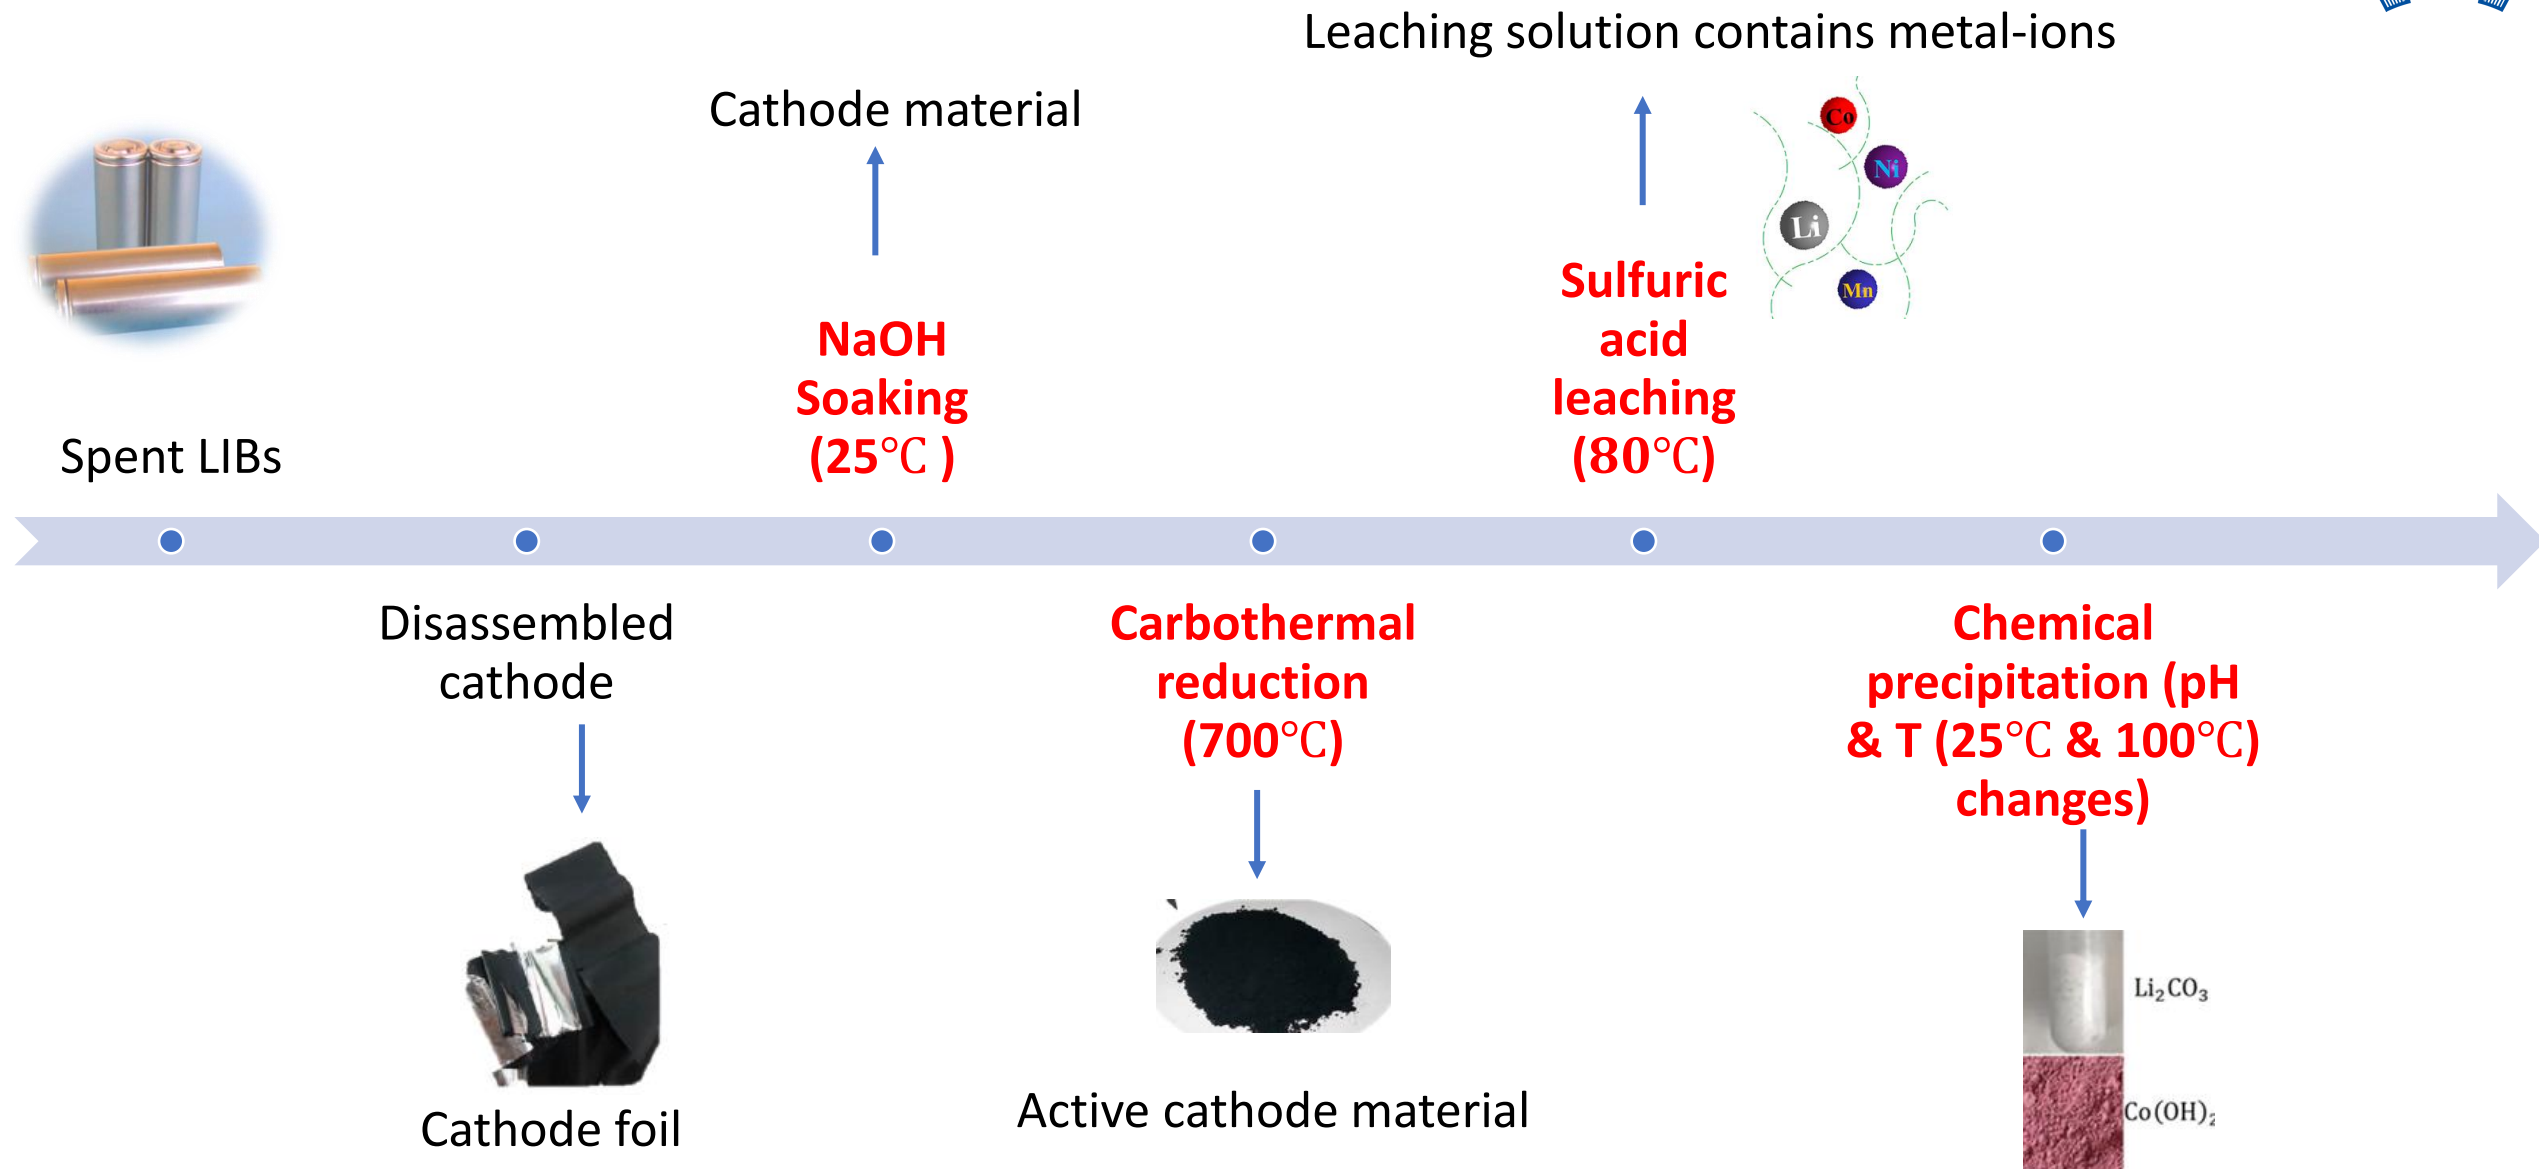 Leaching solution contains metal-ions
Cathode material
Co
Ni
Li
Mn
Sulfuric
acid
leaching
(80℃)
NaOH
Soaking
(25℃ )
Spent LIBs
Disassembled
cathode
Cathode foil
Carbothermal
reduction
(700℃)
Active cathode material
Chemical
precipitation (pH
& T (25℃ & 100℃)
changes)
Li₂CO₃
Co(OH)₂